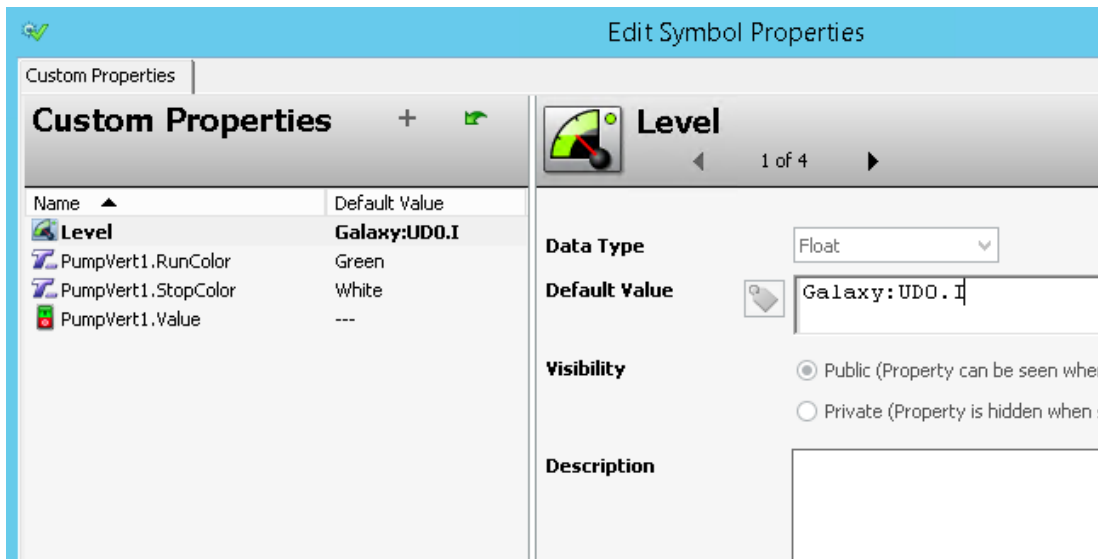 Edit Symbol Properties
Custom Properties
Custom Properties
Level
1 of 4
Name Default Value
Level Galaxy:UD0.I
PumpVert1.RunColor Green
PumpVert1.StopColor White
PumpVert1.Value ---
Data Type Float
Default Value Galaxy:UDO.I
Visibility Public (Property can be seen whe
Private (Property is hidden when
Description